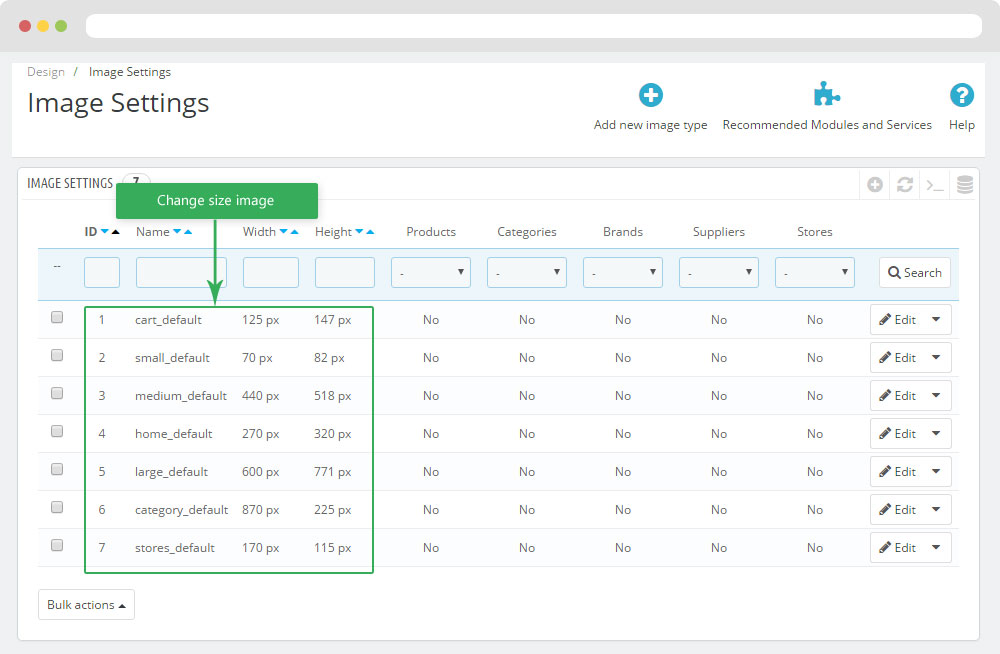 Design / Image Settings
Image Settings
Add new image type
Recommended Modules and Services
Help
IMAGE SETTINGS 7
Change size image
ID Name Width Height Products Categories Brands Suppliers Stores
-- - - - - - Search
1 cart_default 125 px 147 px No No No No No Edit
2 small_default 70 px 82 px No No No No No Edit
3 medium_default 440 px 518 px No No No No No Edit
4 home_default 270 px 320 px No No No No No Edit
5 large_default 600 px 771 px No No No No No Edit
6 category_default 870 px 225 px No No No No No Edit
7 stores_default 170 px 115 px No No No No No Edit
Bulk actions